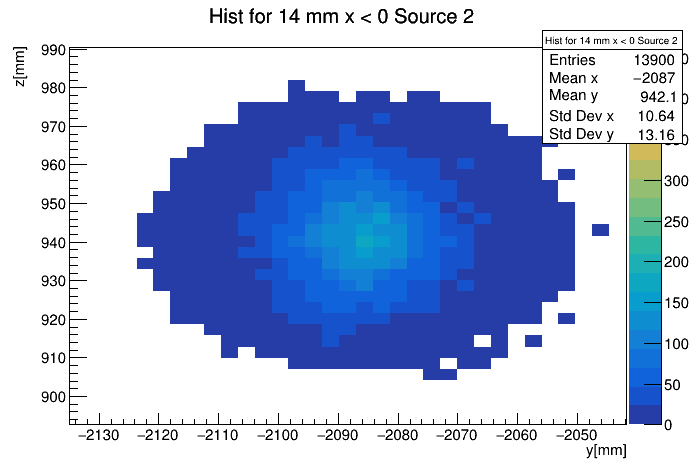 Hist for 14 mm x < 0 Source 2
Hist for 14 mm x < 0 Source 2
Entries 13900
Mean x −2087
Mean y 942.1
Std Dev x 10.64
Std Dev y 13.16
z[mm]
990
980
970
960
950
940
930
920
910
900
0
0
300
250
200
150
100
50
0
−2130 −2120 −2110 −2100 −2090 −2080 −2070 −2060 −2050
y[mm]